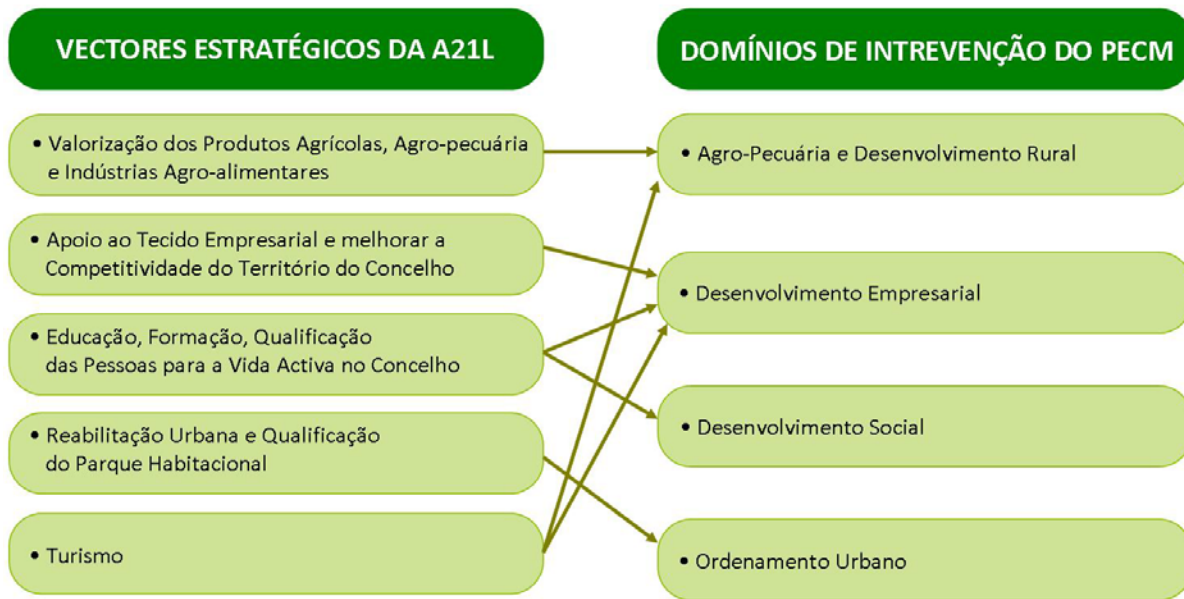 VECTORES ESTRATÉGICOS DA A21L
• Valorização dos Produtos Agrícolas, Agro-pecuária
e Indústrias Agro-alimentares
• Apoio ao Tecido Empresarial e melhorar a
Competitividade do Território do Concelho
• Educação, Formação, Qualificação
das Pessoas para a Vida Activa no Concelho
• Reabilitação Urbana e Qualificação
do Parque Habitacional
• Turismo
DOMÍNIOS DE INTREVENÇÃO DO PECM
• Agro-Pecuária e Desenvolvimento Rural
• Desenvolvimento Empresarial
• Desenvolvimento Social
• Ordenamento Urbano